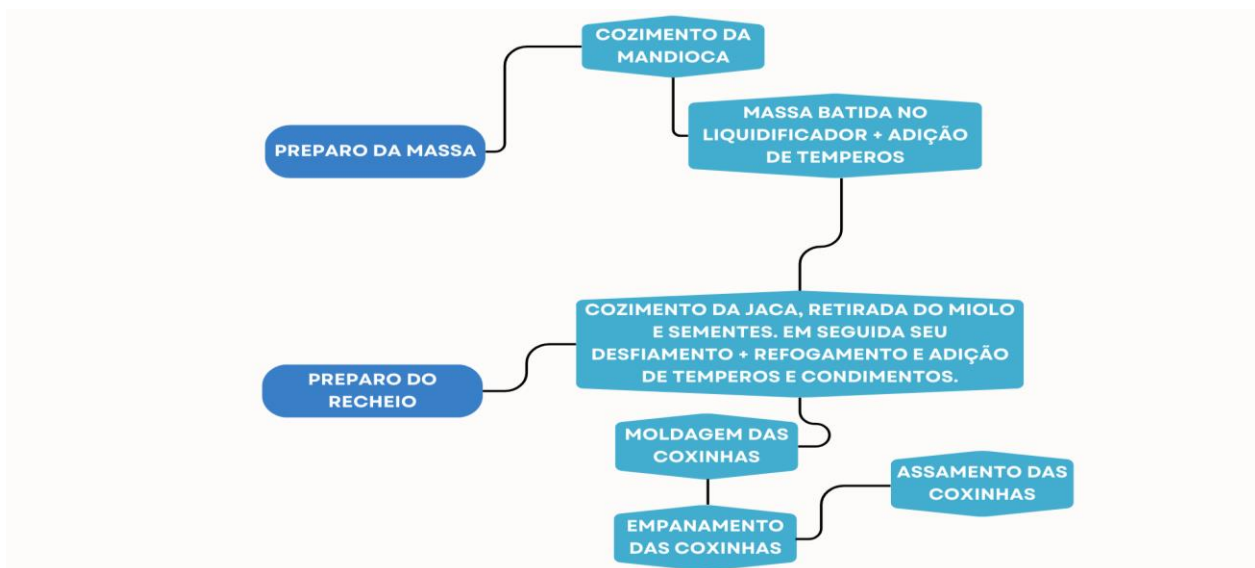 COZIMENTO DA
MANDIOCA
MASSA BATIDA NO
LIQUIDIFICADOR + ADIÇÃO
DE TEMPEROS
PREPARO DA MASSA
COZIMENTO DA JACA, RETIRADA DO MIOLO
E SEMENTES. EM SEGUIDA SEU
DESFIAMENTO + REFOGAMENTO E ADIÇÃO
DE TEMPEROS E CONDIMENTOS.
PREPARO DO
RECHEIO
MOLDAGEM DAS
COXINHAS
ASSAMENTO DAS
COXINHAS
EMPANAMENTO
DAS COXINHAS